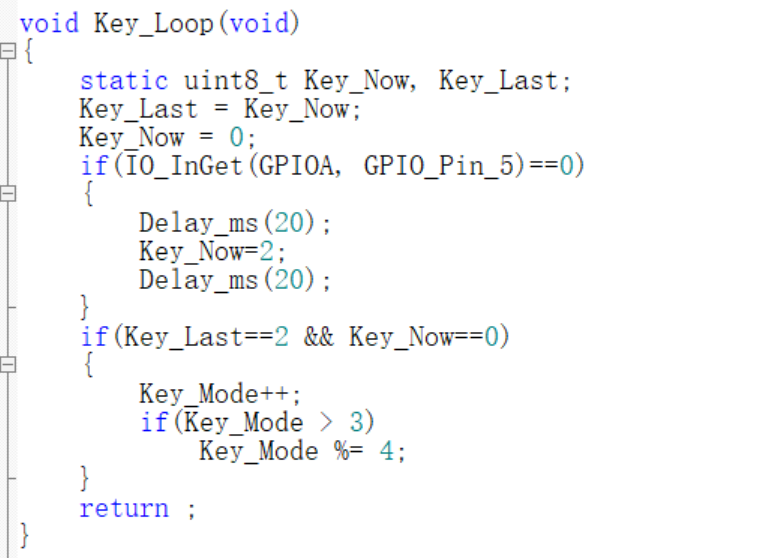 void Key_Loop(void)
{
    static uint8_t Key_Now, Key_Last;
    Key_Last = Key_Now;
    Key_Now = 0;
    if(IO_InGet(GPIOA, GPIO_Pin_5)==0)
    {
        Delay_ms(20);
        Key_Now=2;
        Delay_ms(20);
    }
    if(Key_Last==2 && Key_Now==0)
    {
        Key_Mode++;
        if(Key_Mode > 3)
            Key_Mode %= 4;
    }
    return ;
}